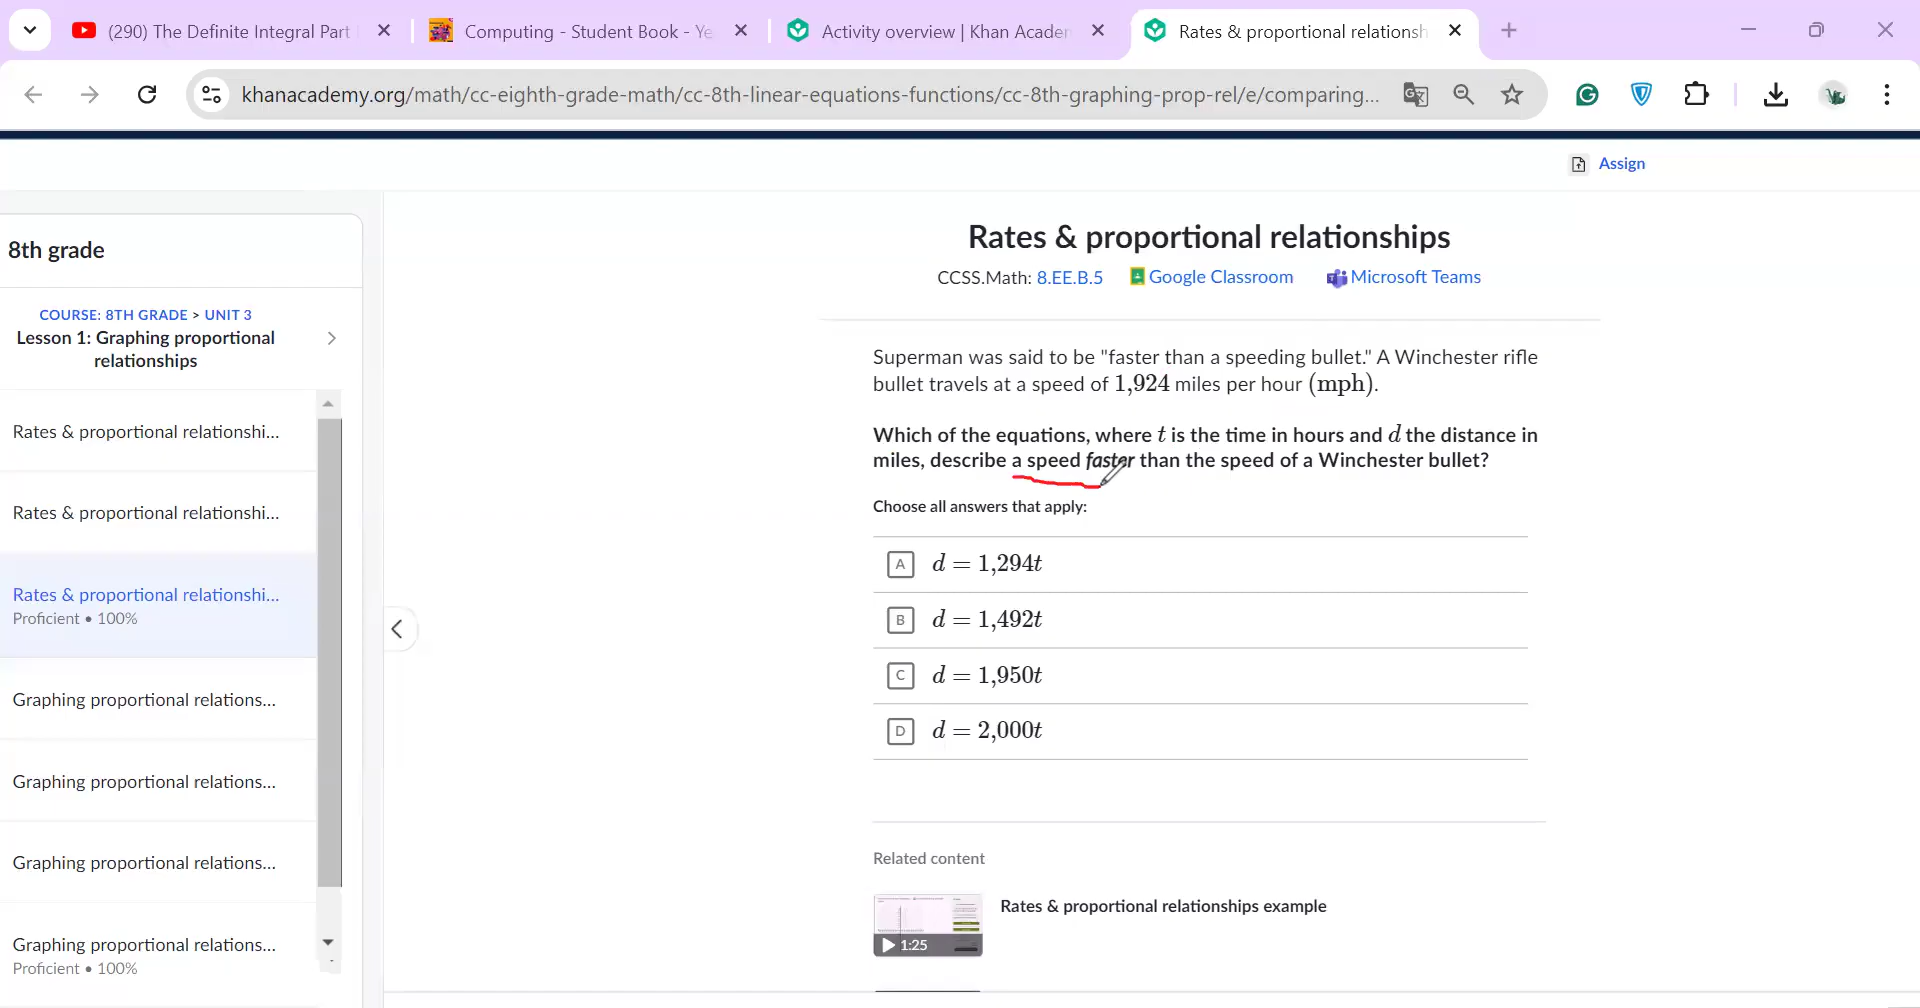 (290) The Definite Integral Part
Computing - Student Book - Ye
Activity overview | Khan Academ
Rates & proportional relationsh
khanacademy.org/math/cc-eighth-grade-math/cc-8th-linear-equations-functions/cc-8th-graphing-prop-rel/e/comparing...
Assign
8th grade
COURSE: 8TH GRADE > UNIT 3
Lesson 1: Graphing proportional
relationships
Rates & proportional relationshi...
Rates & proportional relationshi...
Rates & proportional relationshi...
Proficient • 100%
Graphing proportional relations...
Graphing proportional relations...
Graphing proportional relations...
Graphing proportional relations...
Proficient • 100%
Rates & proportional relationships
CCSS.Math: 8.EE.B.5 Google Classroom Microsoft Teams
Superman was said to be "faster than a speeding bullet." A Winchester rifle
bullet travels at a speed of 1,924 miles per hour (mph).
Which of the equations, where t is the time in hours and d the distance in
miles, describe a speed faster than the speed of a Winchester bullet?
Choose all answers that apply:
A d = 1,294t
B d = 1,492t
C d = 1,950t
D d = 2,000t
Related content
Rates & proportional relationships example
1:25